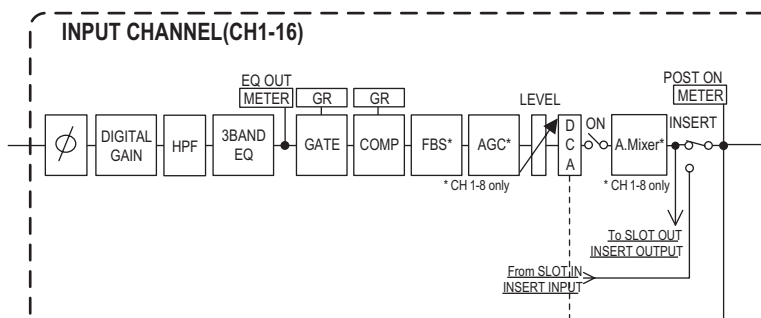 INPUT CHANNEL(CH1-16)
EQ OUT
METER
GR
GR
LEVEL
POST ON
METER
ϕ
DIGITAL
GAIN
HPF
3BAND
EQ
GATE
COMP
FBS*
AGC*
D
C
A
ON
A.Mixer*
INSERT
* CH 1-8 only
* CH 1-8 only
To SLOT OUT
INSERT OUTPUT
From SLOT IN
INSERT INPUT